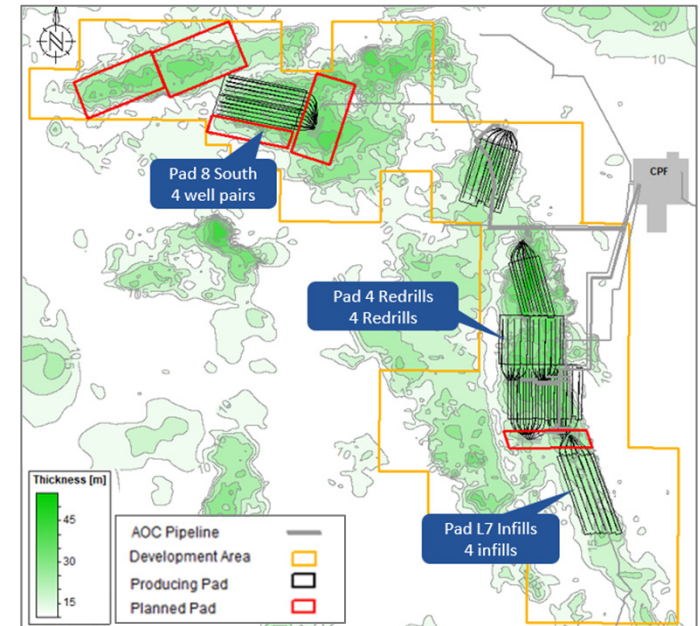 N
20
10
CPF
Pad 8 South
4 well pairs
Pad 4 Redrills
4 Redrills
Pad L7 Infills
4 infills
Thickness [m]
45
30
15
AOC Pipeline
Development Area
Producing Pad
Planned Pad